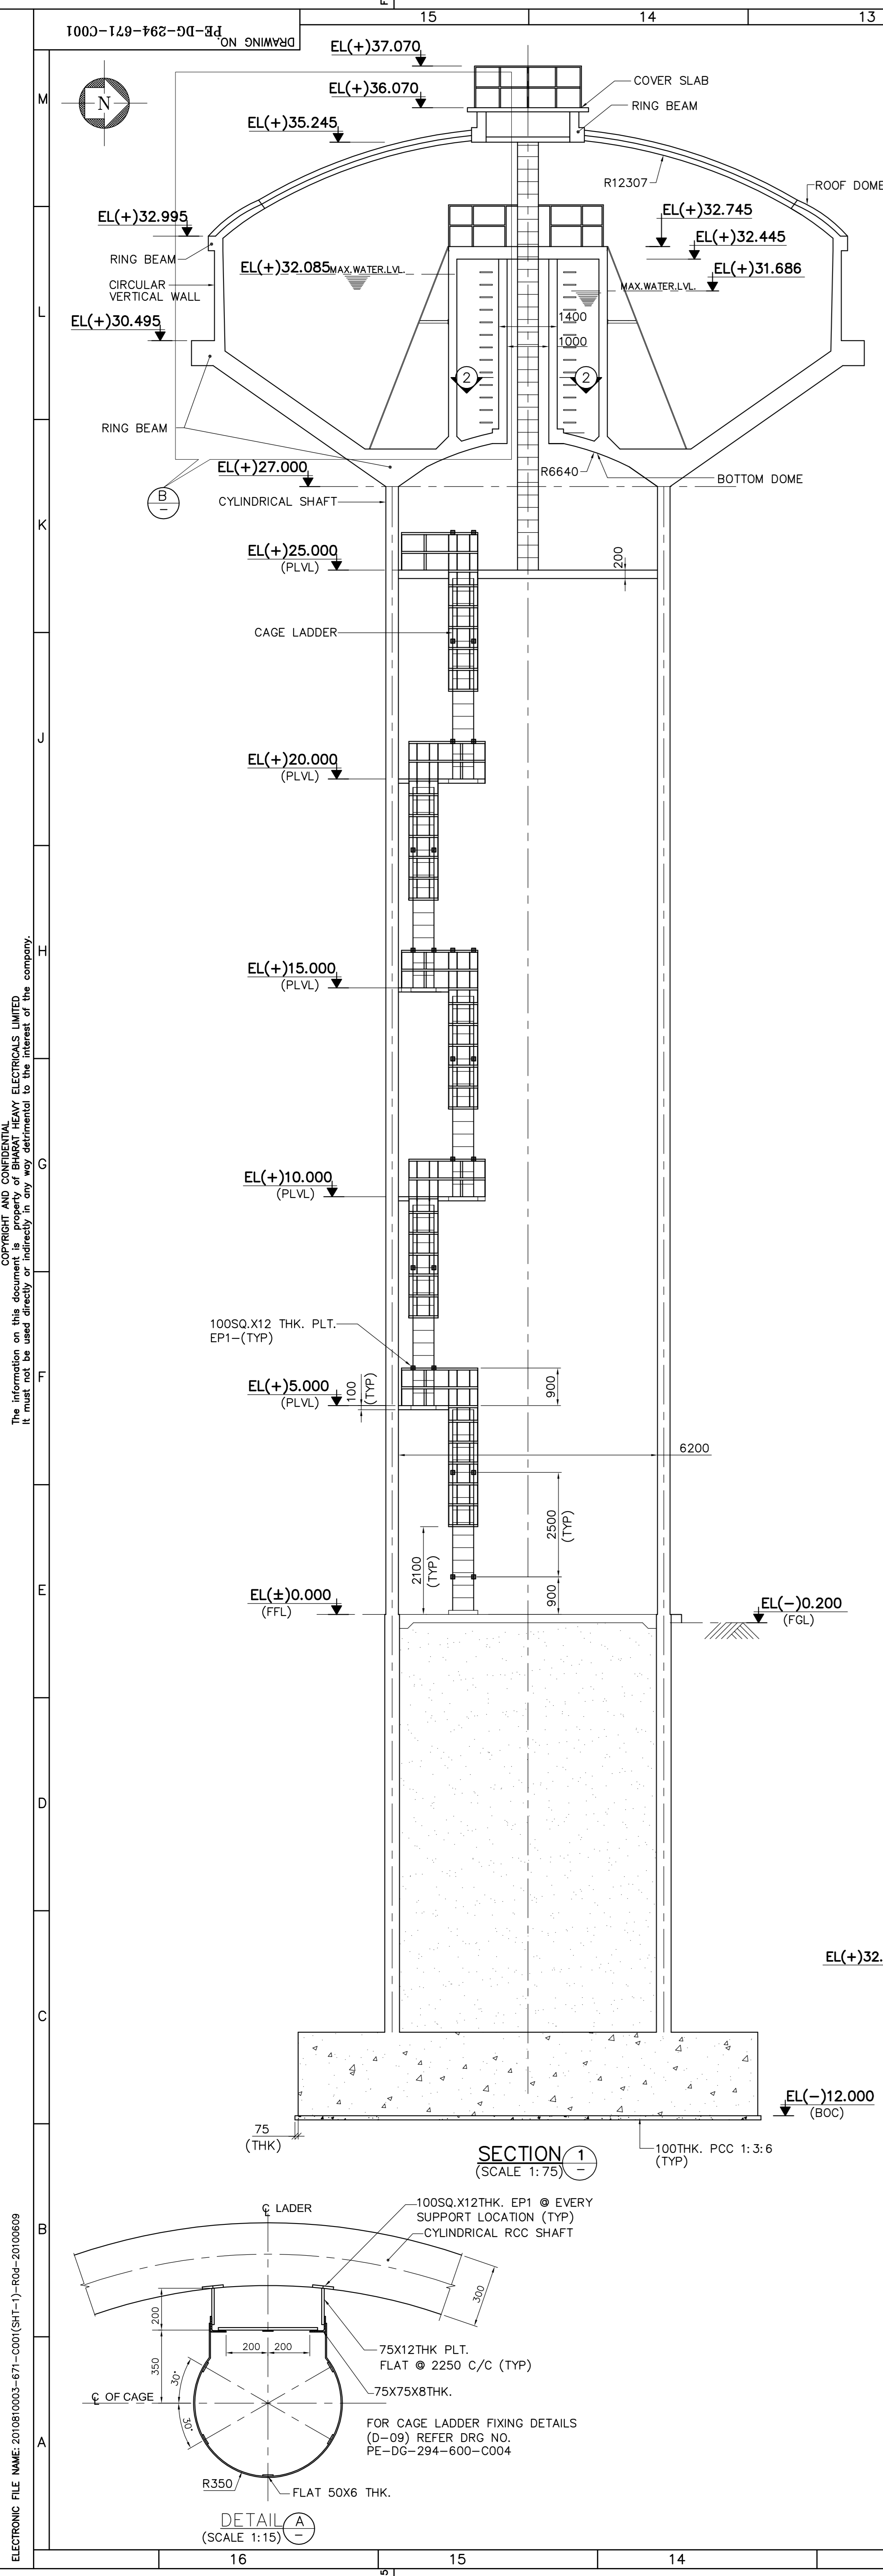 15
14
13
DRAWING NO.
PE-DG-294-671-C001
M
N
EL(+)37.070
EL(+)36.070
COVER SLAB
RING BEAM
EL(+)35.245
R12307
ROOF DOME
EL(+)32.995
EL(+)32.745
EL(+)32.445
RING BEAM
EL(+)32.085
MAX.WATER.LVL.
EL(+)31.686
MAX.WATER.LVL.
CIRCULAR
VERTICAL WALL
L
EL(+)30.495
1400
1000
2
2
RING BEAM
EL(+)27.000
R6640
BOTTOM DOME
B
–
CYLINDRICAL SHAFT
K
EL(+)25.000
(PLVL)
200
CAGE LADDER
J
EL(+)20.000
(PLVL)
H
EL(+)15.000
(PLVL)
G
EL(+)10.000
(PLVL)
100SQ.X12 THK. PLT.
EP1-(TYP)
F
EL(+)5.000
(PLVL)
100
(TYP)
900
6200
2500
(TYP)
2100
(TYP)
900
E
EL(±)0.000
(FFL)
EL(-)0.200
(FGL)
D
C
EL(+)32.
EL(-)12.000
(BOC)
75
(THK)
100THK. PCC 1:3:6
(TYP)
SECTION 1
–
(SCALE 1:75)
B
℄ LADER
100SQ.X12THK. EP1 @ EVERY
SUPPORT LOCATION (TYP)
CYLINDRICAL RCC SHAFT
300
200
200 200
350
75X12THK PLT.
FLAT @ 2250 C/C (TYP)
75X75X8THK.
30°
℄ OF CAGE
30°
FOR CAGE LADDER FIXING DETAILS
(D-09) REFER DRG NO.
PE-DG-294-600-C004
A
R350
FLAT 50X6 THK.
DETAIL A
–
(SCALE 1:15)
16
15
14
COPYRIGHT AND CONFIDENTIAL
The information on this document is property of BHARAT HEAVY ELECTRICALS LIMITED
It must not be used directly or indirectly in any way detrimental to the interest of the company.
ELECTRONIC FILE NAME: 2010810003-671-C001(SHT-1)-R0d-20100609